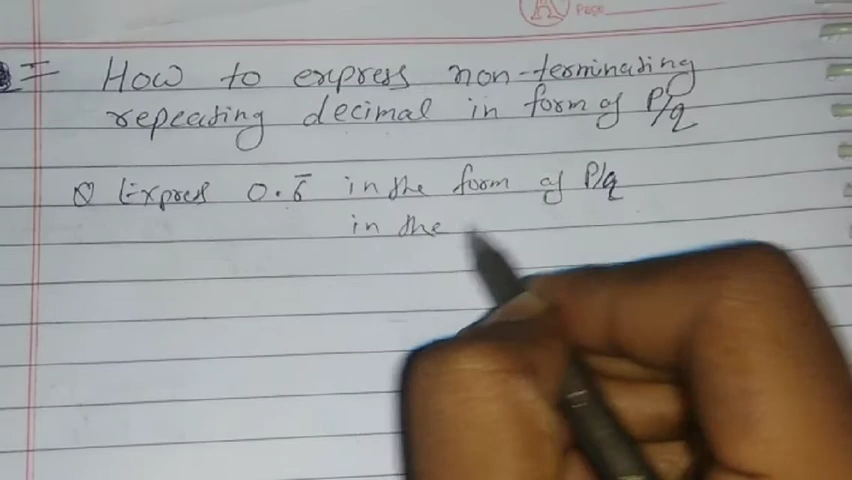 Page
= How to express non-terminating
repeating decimal in form of P/q
Q Express 0.6̅ in the form of P/q
in the